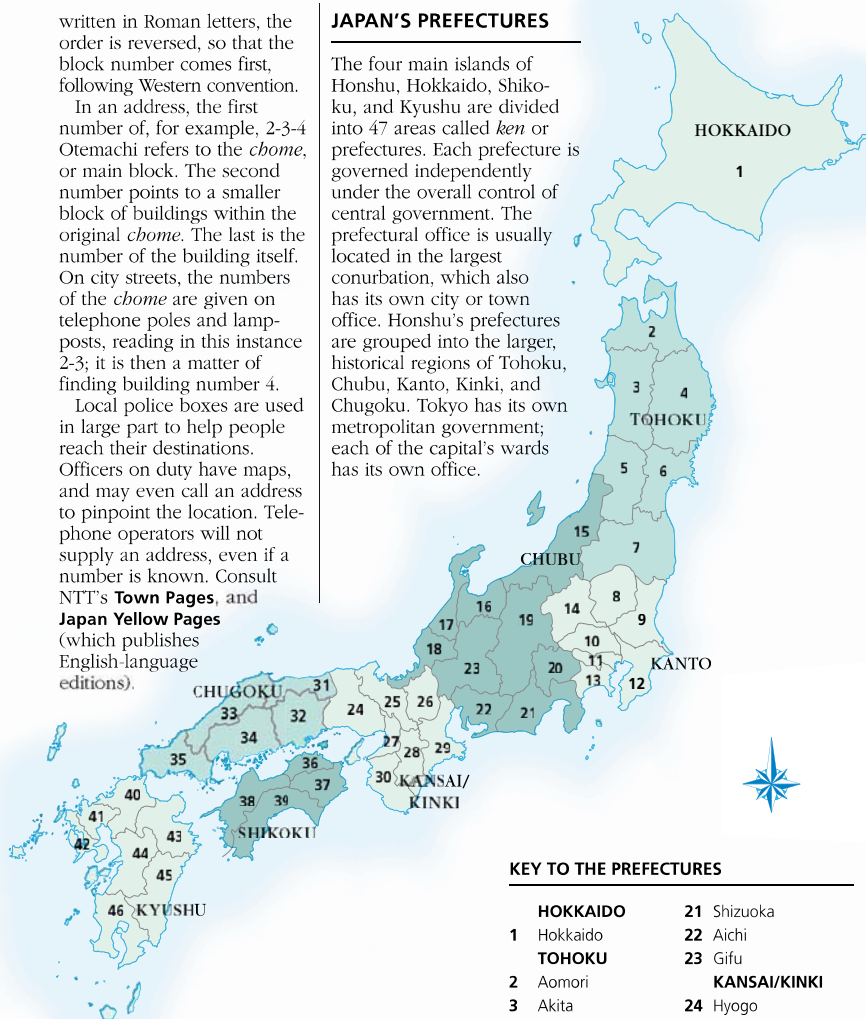 written in Roman letters, the
order is reversed, so that the
block number comes first,
following Western convention.
In an address, the first
number of, for example, 2-3-4
Otemachi refers to the chome,
or main block. The second
number points to a smaller
block of buildings within the
original chome. The last is the
number of the building itself.
On city streets, the numbers
of the chome are given on
telephone poles and lamp-
posts, reading in this instance
2-3; it is then a matter of
finding building number 4.
Local police boxes are used
in large part to help people
reach their destinations.
Officers on duty have maps,
and may even call an address
to pinpoint the location. Tele-
phone operators will not
supply an address, even if a
number is known. Consult
NTT's Town Pages, and
Japan Yellow Pages
(which publishes
English-language
editions).
JAPAN'S PREFECTURES
The four main islands of
Honshu, Hokkaido, Shiko-
ku, and Kyushu are divided
into 47 areas called ken or
prefectures. Each prefecture is
governed independently
under the overall control of
central government. The
prefectural office is usually
located in the largest
conurbation, which also
has its own city or town
office. Honshu's prefectures
are grouped into the larger,
historical regions of Tohoku,
Chubu, Kanto, Kinki, and
Chugoku. Tokyo has its own
metropolitan government;
each of the capital's wards
has its own office.
HOKKAIDO
1
2
3
4
TOHOKU
5
6
15
7
CHUBU
16
14
8
17
19
9
10
18
11
KANTO
23
20
13
12
CHUGOKU
31
33
32
24
25
26
22
21
34
27
28
29
35
36
30
KANSAI/
KINKI
37
38
39
SHIKOKU
40
41
42
43
44
45
46
KYUSHU
KEY TO THE PREFECTURES
HOKKAIDO
1 Hokkaido
TOHOKU
2 Aomori
3 Akita
21 Shizuoka
22 Aichi
23 Gifu
KANSAI/KINKI
24 Hyogo